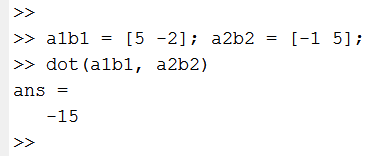 >>
>> a1b1 = [5 -2]; a2b2 = [-1 5];
>> dot(a1b1, a2b2)
ans =
   -15
>>